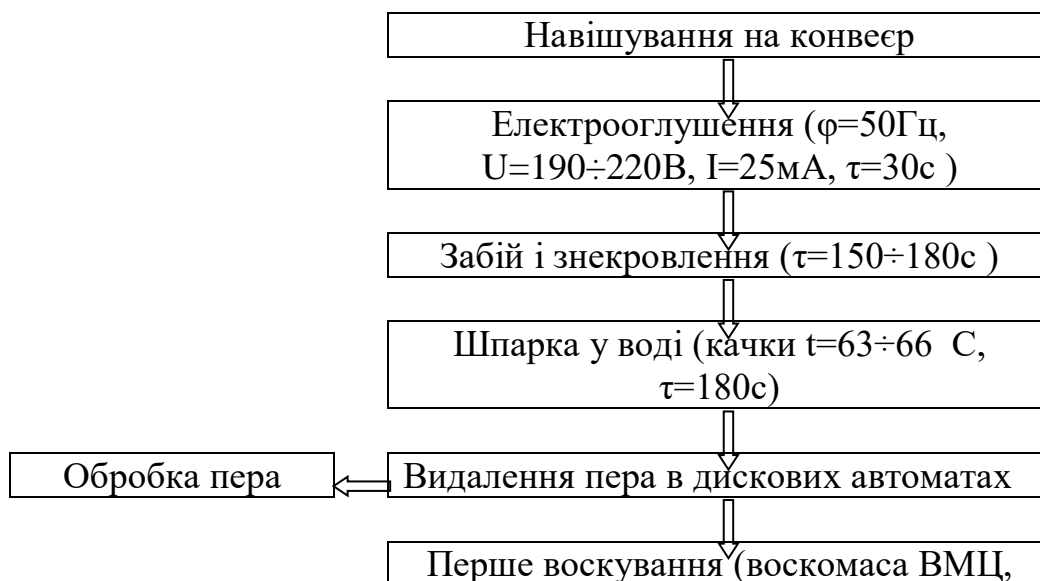 Навішування на конвеєр
Електрооглушення (φ=50Гц,
U=190÷220В, I=25мА, τ=30с )
Забій і знекровлення (τ=150÷180с )
Шпарка у воді (качки t=63÷66 С,
τ=180с)
Обробка пера
Видалення пера в дискових автоматах
Перше воскування (воскомаса ВМЦ,